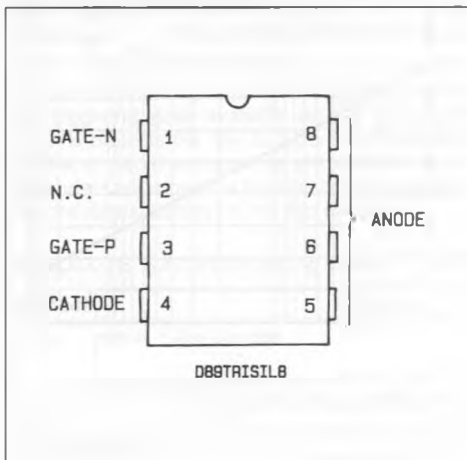 GATE-N 1 8
N.C. 2 7
ANODE
GATE-P 3 6
CATHODE 4 5
D89TRISIL8